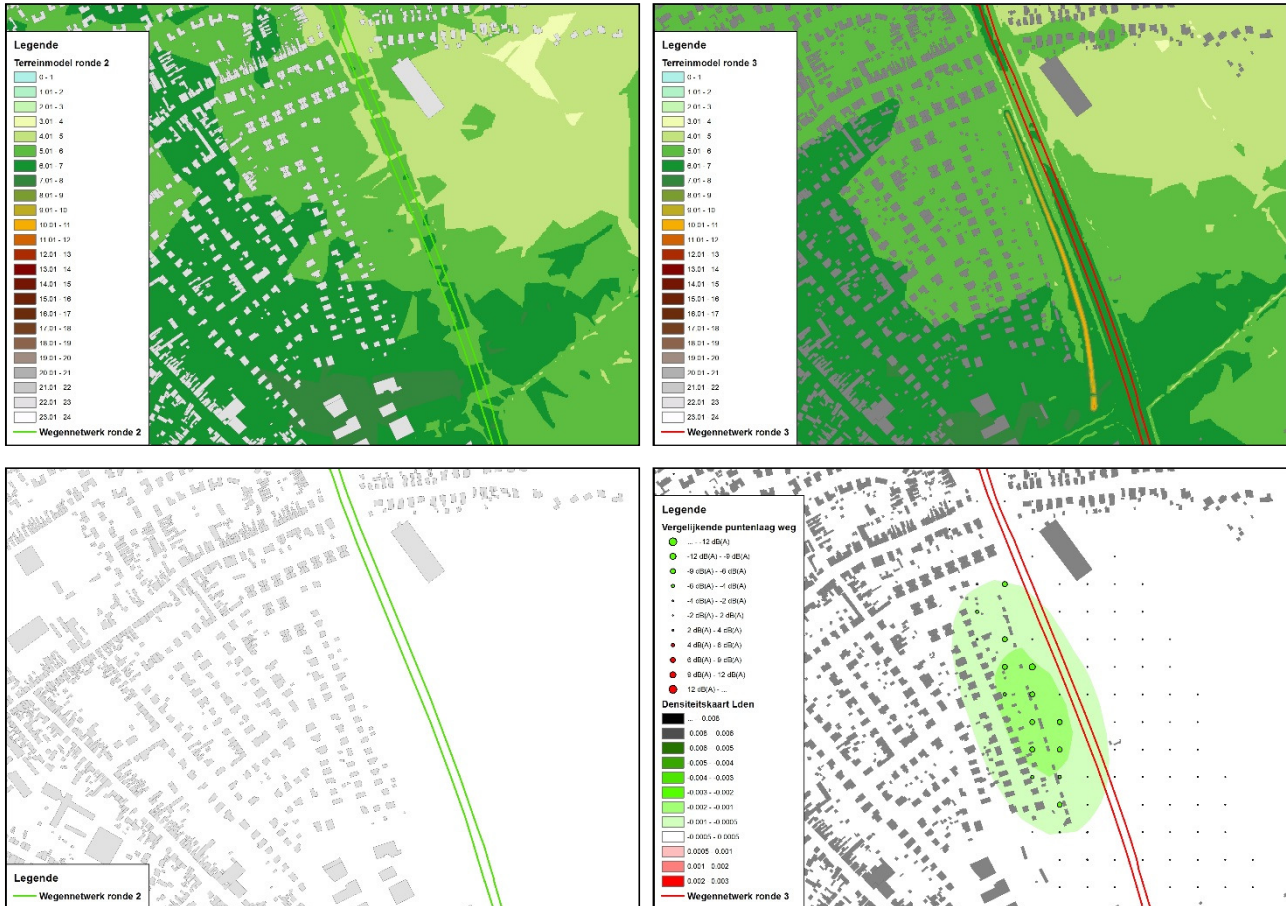 Legende
Terreinmodel ronde 2
0 - 1
1.01 - 2
2.01 - 3
3.01 - 4
4.01 - 5
5.01 - 6
6.01 - 7
7.01 - 8
8.01 - 9
9.01 - 10
10.01 - 11
11.01 - 12
12.01 - 13
13.01 - 14
14.01 - 15
15.01 - 16
16.01 - 17
17.01 - 18
18.01 - 19
19.01 - 20
20.01 - 21
21.01 - 22
22.01 - 23
23.01 - 24
Wegennetwerk ronde 2
Legende
Terreinmodel ronde 3
0 - 1
1.01 - 2
2.01 - 3
3.01 - 4
4.01 - 5
5.01 - 6
6.01 - 7
7.01 - 8
8.01 - 9
9.01 - 10
10.01 - 11
11.01 - 12
12.01 - 13
13.01 - 14
14.01 - 15
15.01 - 16
16.01 - 17
17.01 - 18
18.01 - 19
19.01 - 20
20.01 - 21
21.01 - 22
22.01 - 23
23.01 - 24
Wegennetwerk ronde 3
Legende
Wegennetwerk ronde 2
Legende
Vergelijkende puntenlaag weg
... - -12 dB(A)
-12 dB(A) - -9 dB(A)
-9 dB(A) - -6 dB(A)
-6 dB(A) - -4 dB(A)
-4 dB(A) - -2 dB(A)
-2 dB(A) - 2 dB(A)
2 dB(A) - 4 dB(A)
4 dB(A) - 6 dB(A)
6 dB(A) - 9 dB(A)
9 dB(A) - 12 dB(A)
12 dB(A) - ...
Densiteitskaart Lden
-0.005 - -0.004
-0.004 - -0.003
-0.003 - -0.002
-0.002 - -0.001
-0.001 - -0.0005
-0.0005 - 0.0005
0.0005 - 0.001
0.001 - 0.002
0.002 - 0.003
Wegennetwerk ronde 3